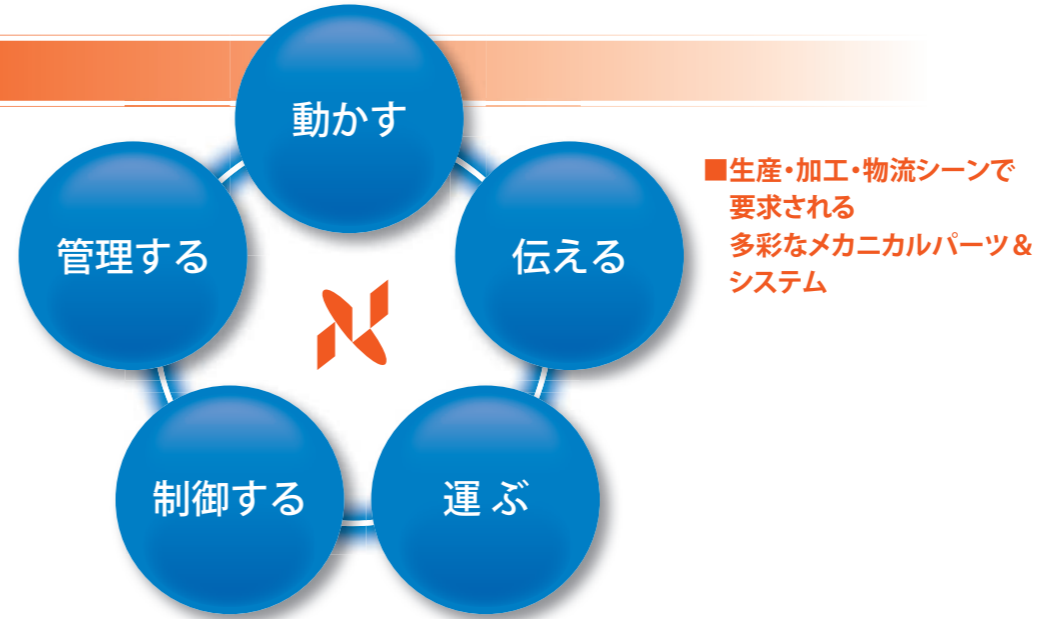 動かす
伝える
運 ぶ
制御する
管理する
■生産・加工・物流シーンで
要求される
多彩なメカニカルパーツ＆
システム